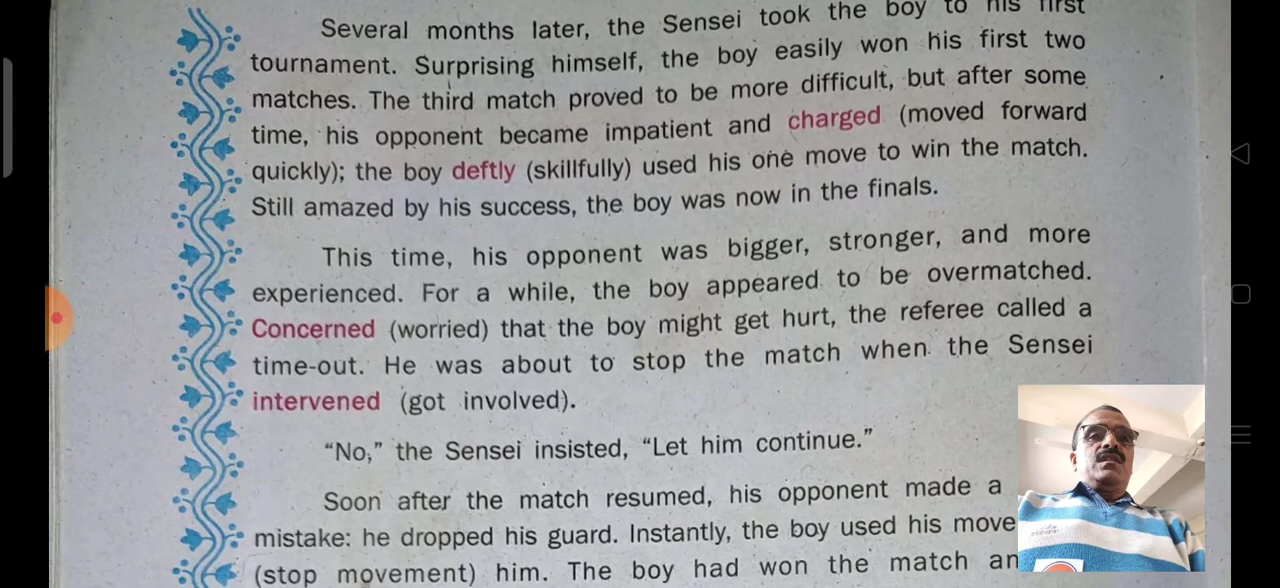 Several months later, the Sensei took the boy to his first
tournament. Surprising himself, the boy easily won his first two
matches. The third match proved to be more difficult, but after some
time, his opponent became impatient and charged (moved forward
quickly); the boy deftly (skillfully) used his one move to win the match.
Still amazed by his success, the boy was now in the finals.
This time, his opponent was bigger, stronger, and more
experienced. For a while, the boy appeared to be overmatched.
Concerned (worried) that the boy might get hurt, the referee called a
time-out. He was about to stop the match when the Sensei
intervened (got involved).
“No,” the Sensei insisted, “Let him continue.”
Soon after the match resumed, his opponent made a
mistake: he dropped his guard. Instantly, the boy used his move
(stop movement) him. The boy had won the match